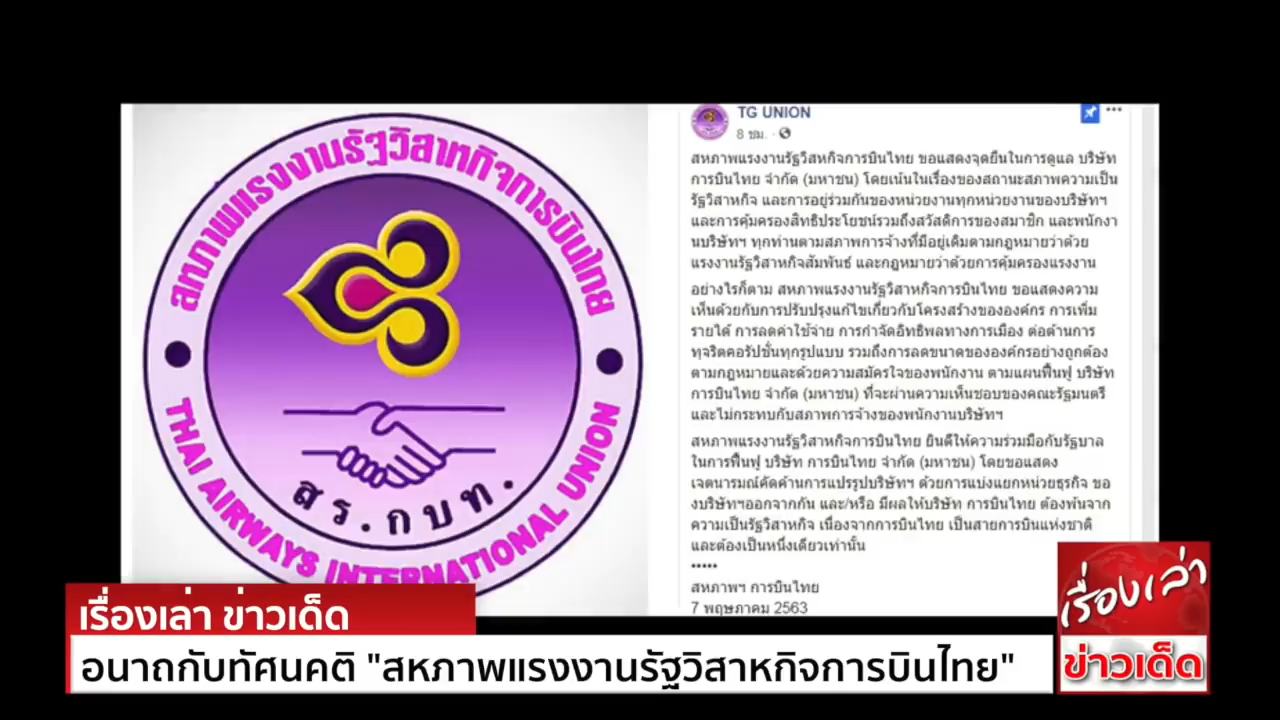 สหภาพแรงงานรัฐวิสาหกิจการบินไทย
สร.กบท.
THAI AIRWAYS INTERNATIONAL UNION
TG UNION
8 ชม.
สหภาพแรงงานรัฐวิสหกิจการบินไทย ขอแสดงจุดยืนในการดูแล บริษัท
การบินไทย จำกัด (มหาชน) โดยเน้นในเรื่องของสถานะสภาพความเป็น
รัฐวิสาหกิจ และการอยู่ร่วมกันของหน่วยงานทุกหน่วยงานของบริษัทฯ
และการคุ้มครองสิทธิประโยชน์รวมถึงสวัสดิการของสมาชิก และพนักงา
นบริษัทฯ ทุกท่านตามสภาพการจ้างที่มีอยู่เดิมตามกฎหมายว่าด้วย
แรงงานรัฐวิสาหกิจสัมพันธ์ และกฎหมายว่าด้วยการคุ้มครองแรงงาน
อย่างไรก็ตาม สหภาพแรงงานรัฐวิสาหกิจการบินไทย ขอแสดงความ
เห็นด้วยกับการปรับปรุงแก้ไขเกี่ยวกับโครงสร้างขององค์กร การเพิ่ม
รายได้ การลดค่าใช้จ่าย การกำจัดอิทธิพลทางการเมือง ต่อต้านการ
ทุจริตคอรัปชั่นทุกรูปแบบ รวมถึงการลดขนาดขององค์กรอย่างถูกต้อง
ตามกฎหมายและด้วยความสมัครใจของพนักงาน ตามแผนฟื้นฟู บริษัท
การบินไทย จำกัด (มหาชน) ที่จะผ่านความเห็นชอบของคณะรัฐมนตรี
และไม่กระทบกับสภาพการจ้างของพนักงานบริษัทฯ
สหภาพแรงงานรัฐวิสาหกิจการบินไทย ยินดีให้ความร่วมมือกับรัฐบาล
ในการฟื้นฟู บริษัท การบินไทย จำกัด (มหาชน) โดยขอแสดง
เจตนารมณ์คัดค้านการแปรรูปบริษัทฯ ด้วยการแบ่งแยกหน่วยธุรกิจ ขอ
งบริษัทฯออกจากกัน และ/หรือ มีผลให้บริษัท การบินไทย ต้องพ้นจาก
ความเป็นรัฐวิสาหกิจ เนื่องจากการบินไทย เป็นสายการบินแห่งชาติ
และต้องเป็นหนึ่งเดียวเท่านั้น
*****
สหภาพฯ การบินไทย
7 พฤษภาคม 2563
เรื่องเล่า ข่าวเด็ด
อนาถกับทัศนคติ "สหภาพแรงงานรัฐวิสาหกิจการบินไทย"
เรื่องเล่า
ข่าวเด็ด